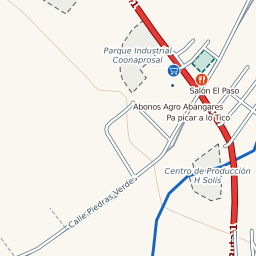 1
Parque Industrial
Coonaprosal
Salón El Paso
Abonos Agro Abangares
Pa picar a lo Tico
Centro de Producción
H Solís
Calle Piedras Verdes